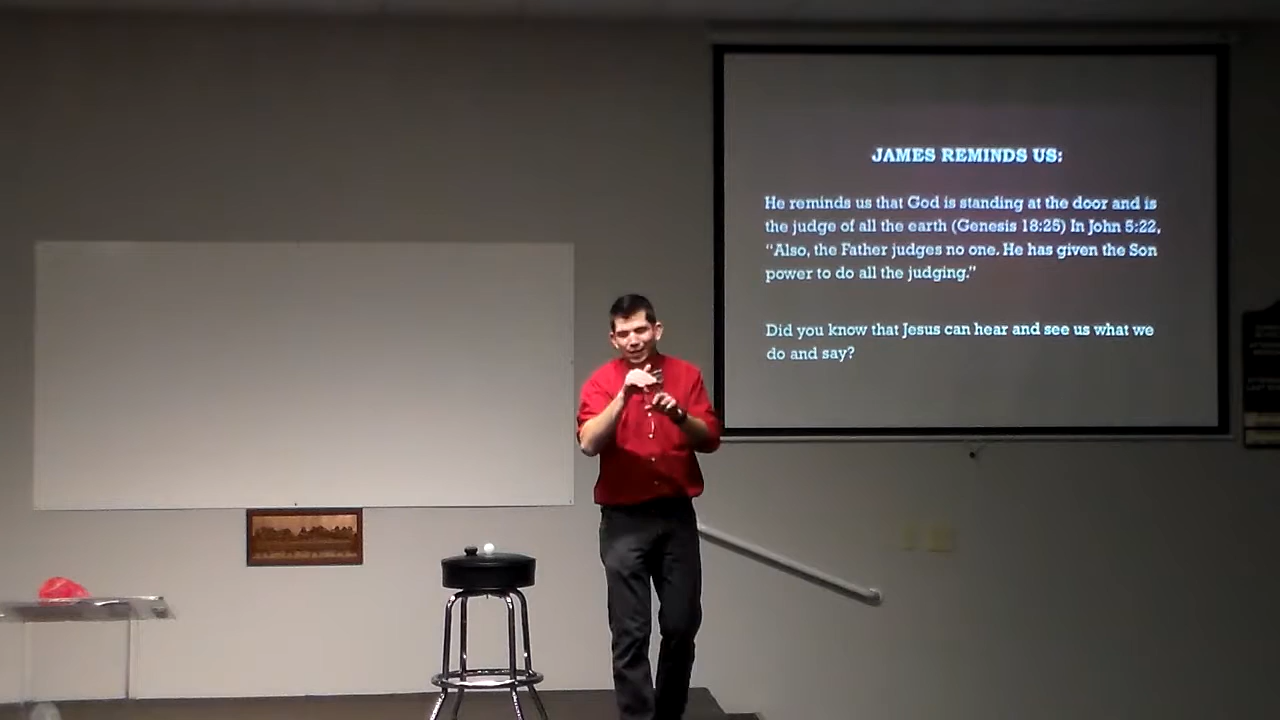 JAMES REMINDS US:
He reminds us that God is standing at the door and is
the judge of all the earth (Genesis 18:25) In John 5:22,
"Also, the Father judges no one. He has given the Son
power to do all the judging."
Did you know that Jesus can hear and see us what we
do and say?